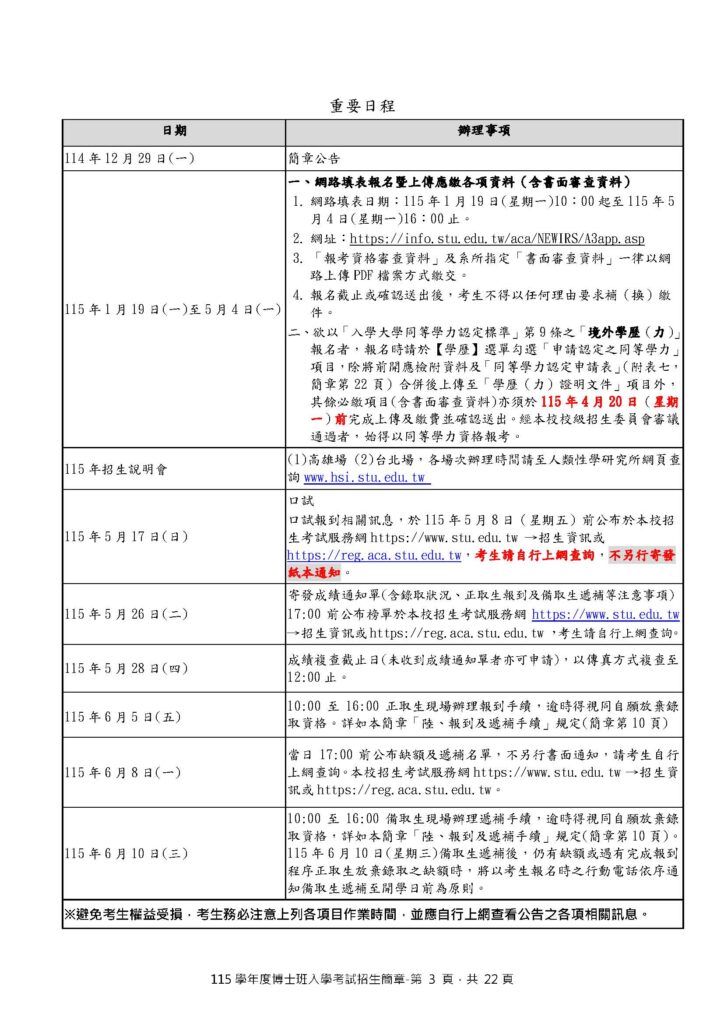 重要日程
日期
辦理事項
114 年 12 月 29 日(一)
簡章公告
115 年 1 月 19 日(一)至 5 月 4 日(一)
一、網路填表報名暨上傳應繳各項資料（含書面審查資料）
1. 網路填表日期：115 年 1 月 19 日(星期一)10：00 起至 115 年 5
月 4 日(星期一)16：00 止。
2. 網址：https://info.stu.edu.tw/aca/NEWIRS/A3app.asp
3. 「報考資格審查資料」及系所指定「書面審查資料」一律以網
路上傳 PDF 檔案方式繳交。
4. 報名截止或確認送出後，考生不得以任何理由要求補（換）繳
件。
二、欲以「入學大學同等學力認定標準」第 9 條之「境外學歷（力）」
報名者，報名時請於【學歷】選單勾選「申請認定之同等學力」
項目，除將前開應檢附資料及「同等學力認定申請表」（附表七，
簡章第 22 頁）合併後上傳至「學歷（力）證明文件」項目外，
其餘必繳項目(含書面審查資料)亦須於 115 年 4 月 20 日（星期
一）前完成上傳及繳費並確認送出。經本校校級招生委員會審議
通過者，始得以同等學力資格報考。
115 年招生說明會
(1)高雄場 (2)台北場，各場次辦理時間請至人類性學研究所網頁查
詢 www.hsi.stu.edu.tw
115 年 5 月 17 日(日)
口試
口試報到相關訊息，於 115 年 5 月 8 日（星期五）前公布於本校招
生考試服務網 https://www.stu.edu.tw →招生資訊或
https://reg.aca.stu.edu.tw，考生請自行上網查詢，不另行寄發
紙本通知。
115 年 5 月 26 日(二)
寄發成績通知單(含錄取狀況、正取生報到及備取生遞補等注意事項)
17:00 前公布榜單於本校招生考試服務網 https://www.stu.edu.tw
→招生資訊或 https://reg.aca.stu.edu.tw ，考生請自行上網查詢。
115 年 5 月 28 日(四)
成績複查截止日(未收到成績通知單者亦可申請)，以傳真方式複查至
12:00 止。
115 年 6 月 5 日(五)
10:00 至 16:00 正取生現場辦理報到手續，逾時得視同自願放棄錄
取資格。詳如本簡章「陸、報到及遞補手續」規定(簡章第 10 頁)
115 年 6 月 8 日(一)
當日 17:00 前公布缺額及遞補名單，不另行書面通知，請考生自行
上網查詢。本校招生考試服務網 https://www.stu.edu.tw →招生資
訊或 https://reg.aca.stu.edu.tw。
115 年 6 月 10 日(三)
10:00 至 16:00 備取生現場辦理遞補手續，逾時得視同自願放棄錄
取資格，詳如本簡章「陸、報到及遞補手續」規定(簡章第 10 頁)。
115 年 6 月 10 日(星期三)備取生遞補後，仍有缺額或遇有完成報到
程序正取生放棄錄取之缺額時，將以考生報名時之行動電話依序通
知備取生遞補至開學日前為原則。
※避免考生權益受損，考生務必注意上列各項目作業時間，並應自行上網查看公告之各項相關訊息。
115 學年度博士班入學考試招生簡章-第 3 頁，共 22 頁